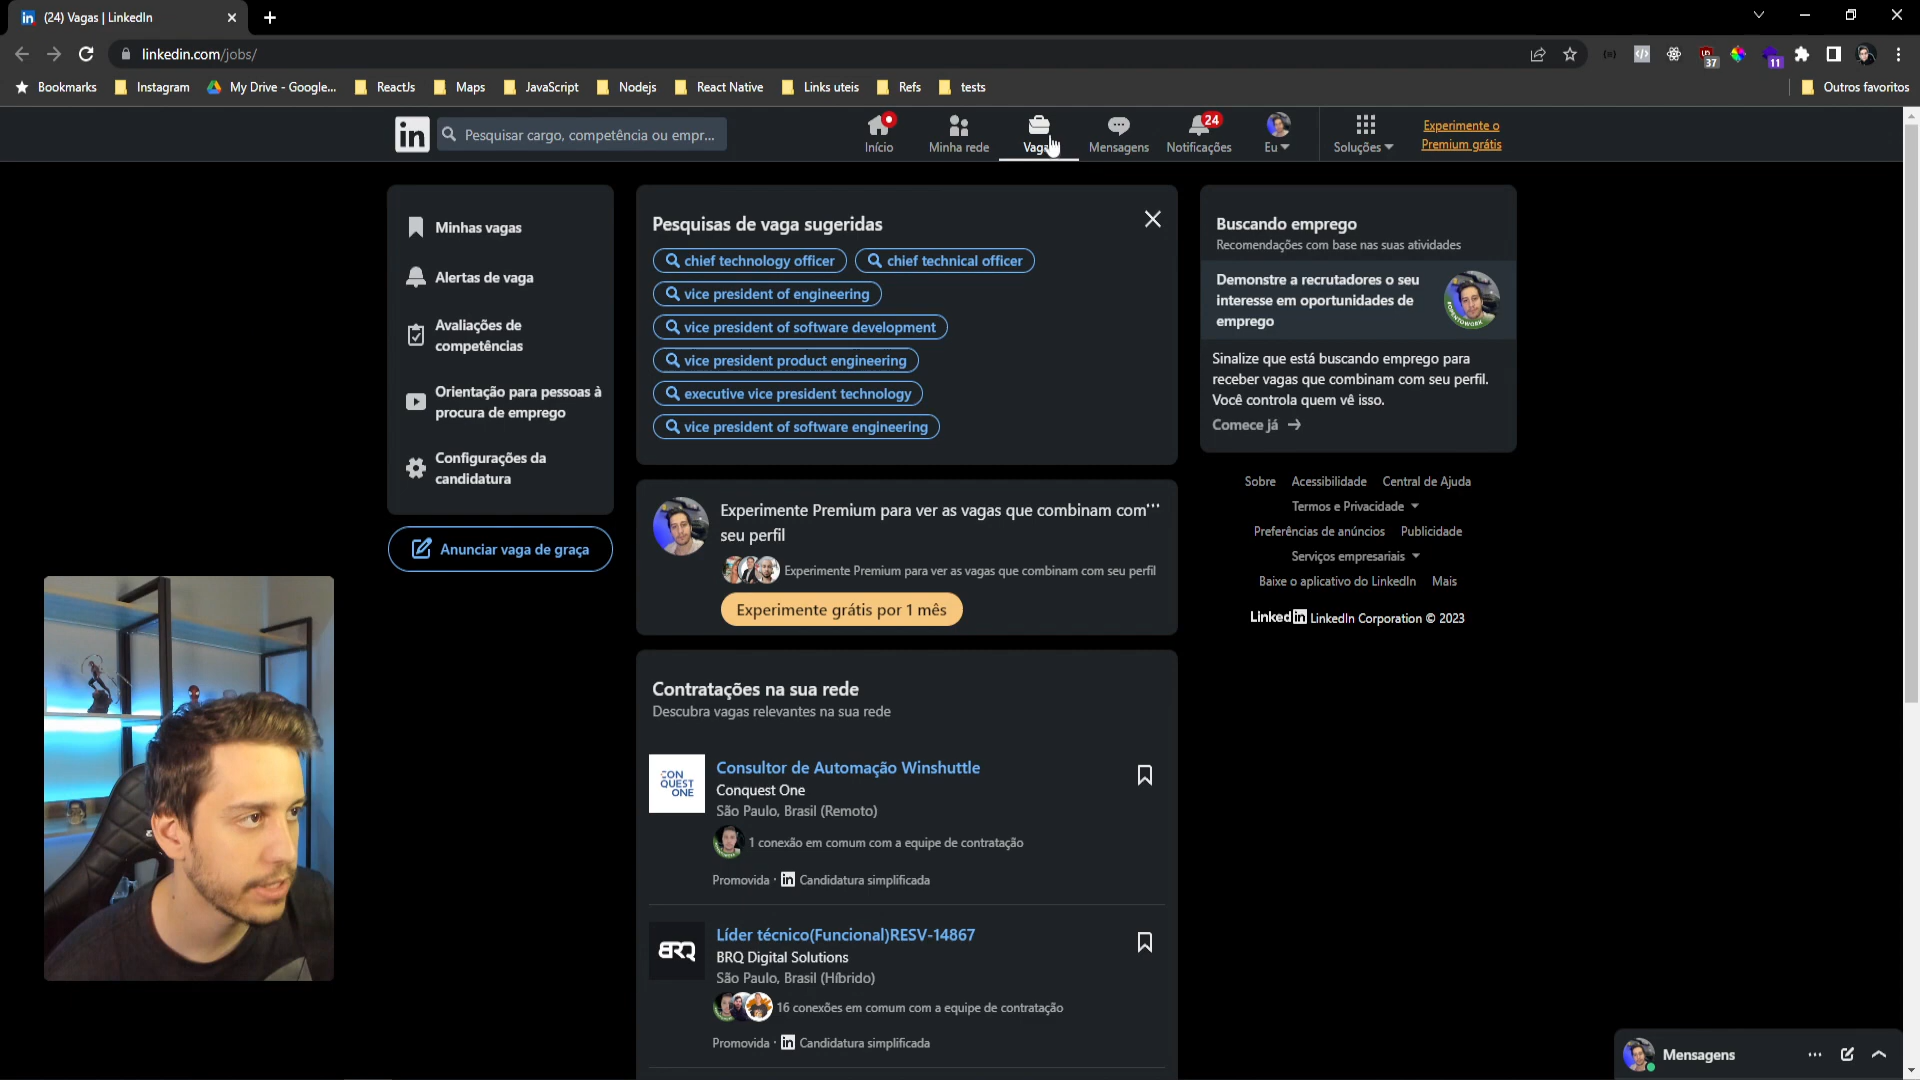 (24) Vagas | LinkedIn
linkedin.com/jobs/
37
11
Bookmarks
Instagram
My Drive - Google...
ReactJs
Maps
JavaScript
Nodejs
React Native
Links uteis
Refs
tests
Outros favoritos
in
Pesquisar cargo, competência ou empr...
Início
Minha rede
Vagas
Mensagens
24
Notificações
Eu
Soluções
Experimente o
Premium grátis
Minhas vagas
Alertas de vaga
Avaliações de
competências
Orientação para pessoas à
procura de emprego
Configurações da
candidatura
Anunciar vaga de graça
Pesquisas de vaga sugeridas
chief technology officer
chief technical officer
vice president of engineering
vice president of software development
vice president product engineering
executive vice president technology
vice president of software engineering
Experimente Premium para ver as vagas que combinam com
seu perfil
Experimente Premium para ver as vagas que combinam com seu perfil
Experimente grátis por 1 mês
Contratações na sua rede
Descubra vagas relevantes na sua rede
CON
QUEST
ONE
Consultor de Automação Winshuttle
Conquest One
São Paulo, Brasil (Remoto)
1 conexão em comum com a equipe de contratação
Promovida · in Candidatura simplificada
BRQ
Líder técnico(Funcional)RESV-14867
BRQ Digital Solutions
São Paulo, Brasil (Híbrido)
16 conexões em comum com a equipe de contratação
Promovida · in Candidatura simplificada
Buscando emprego
Recomendações com base nas suas atividades
Demonstre a recrutadores o seu
interesse em oportunidades de
emprego
#OPENTOWORK
Sinalize que está buscando emprego para
receber vagas que combinam com seu perfil.
Você controla quem vê isso.
Comece já →
Sobre Acessibilidade Central de Ajuda
Termos e Privacidade
Preferências de anúncios Publicidade
Serviços empresariais
Baixe o aplicativo do LinkedIn Mais
LinkedIn LinkedIn Corporation © 2023
Mensagens